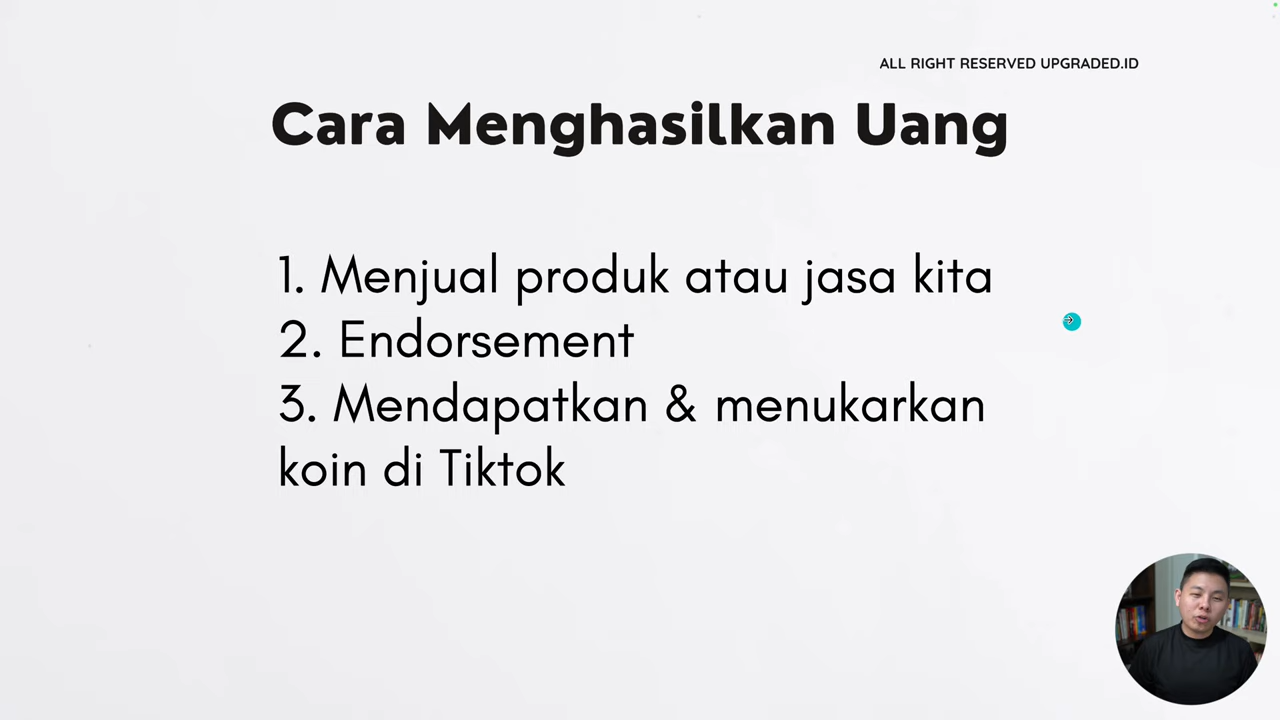 ALL RIGHT RESERVED UPGRADED.ID
Cara Menghasilkan Uang
1. Menjual produk atau jasa kita
2. Endorsement
3. Mendapatkan & menukarkan
koin di Tiktok